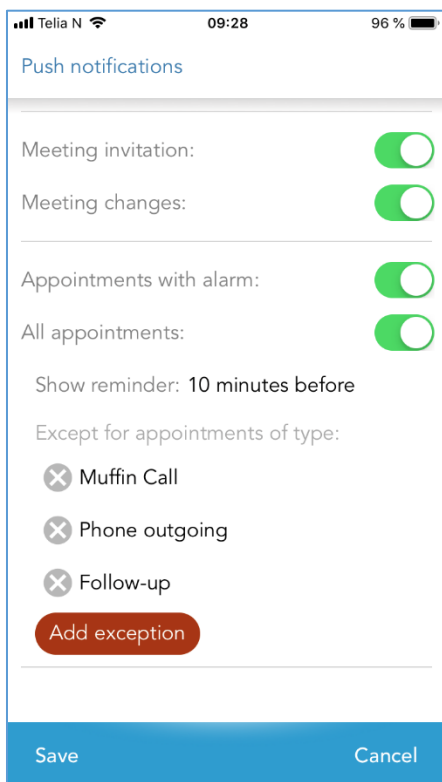 Telia N 09:28 96 %
Push notifications
Meeting invitation:
Meeting changes:
Appointments with alarm:
All appointments:
Show reminder: 10 minutes before
Except for appointments of type:
Muffin Call
Phone outgoing
Follow-up
Add exception
Save Cancel